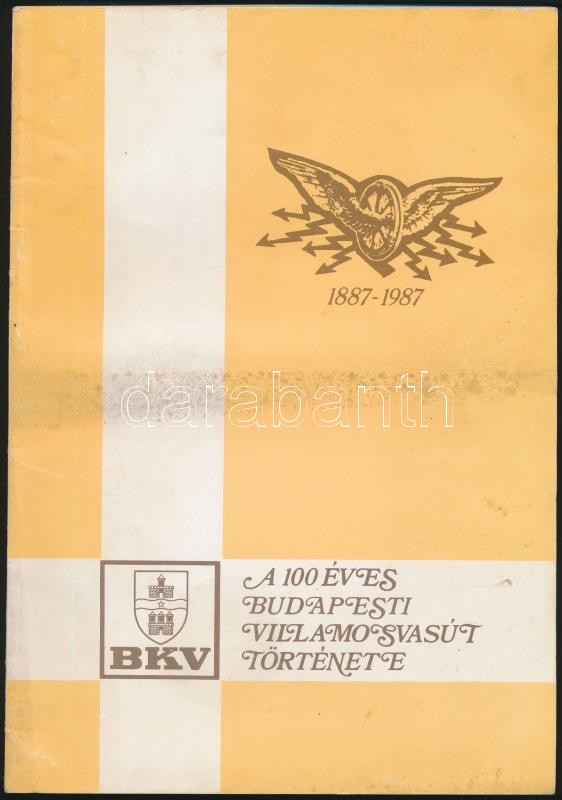 1887-1987
darabanth
BKV
A 100 ÉVES
BUDAPESTI
VILLAMOSVASÚT
TÖRTÉNETE